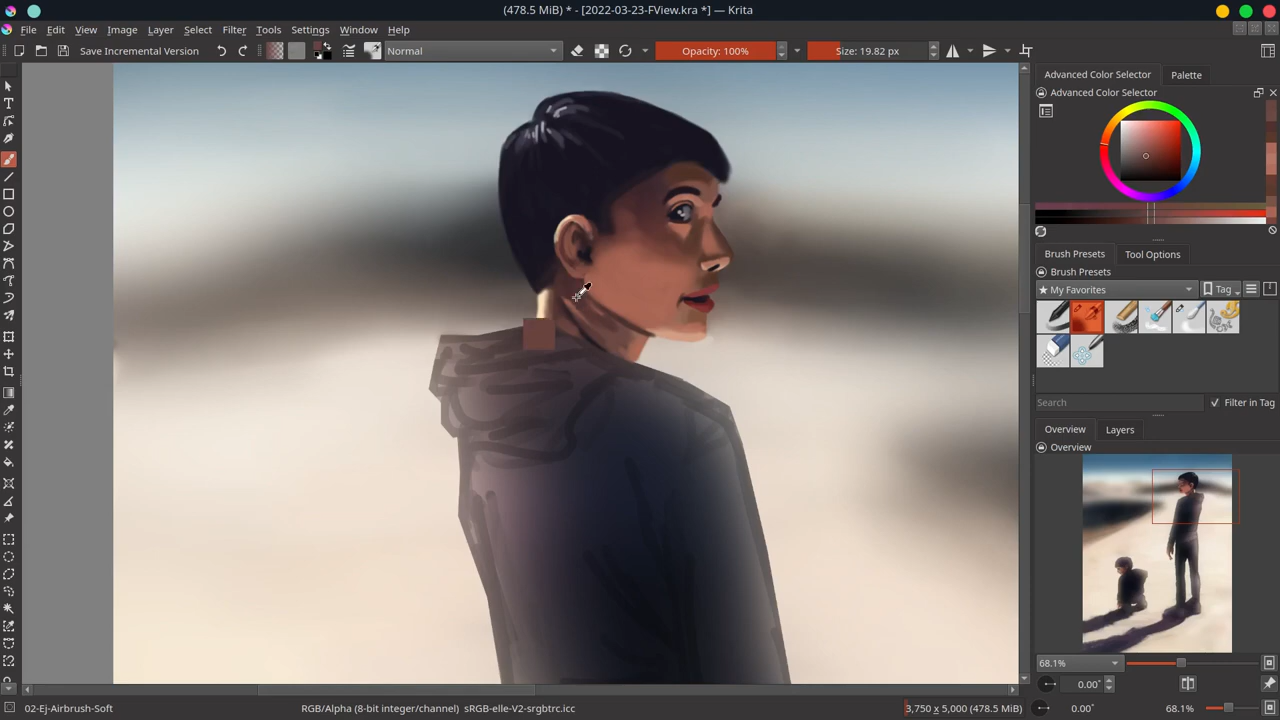 (478.5 MiB) * - [2022-03-23-FView.kra *] — Krita
File Edit View Image Layer Select Filter Tools Settings Window Help
Save Incremental Version Normal Opacity: 100% Size: 19.82 px
Advanced Color Selector Palette
Advanced Color Selector
Brush Presets Tool Options
Brush Presets
★ My Favorites Tag
Search Filter in Tag
Overview Layers
Overview
68.1%
0.00°
02-Ej-Airbrush-Soft RGB/Alpha (8-bit integer/channel) sRGB-elle-V2-srgbtrc.icc 3,750 x 5,000 (478.5 MiB) 0.00° 68.1%